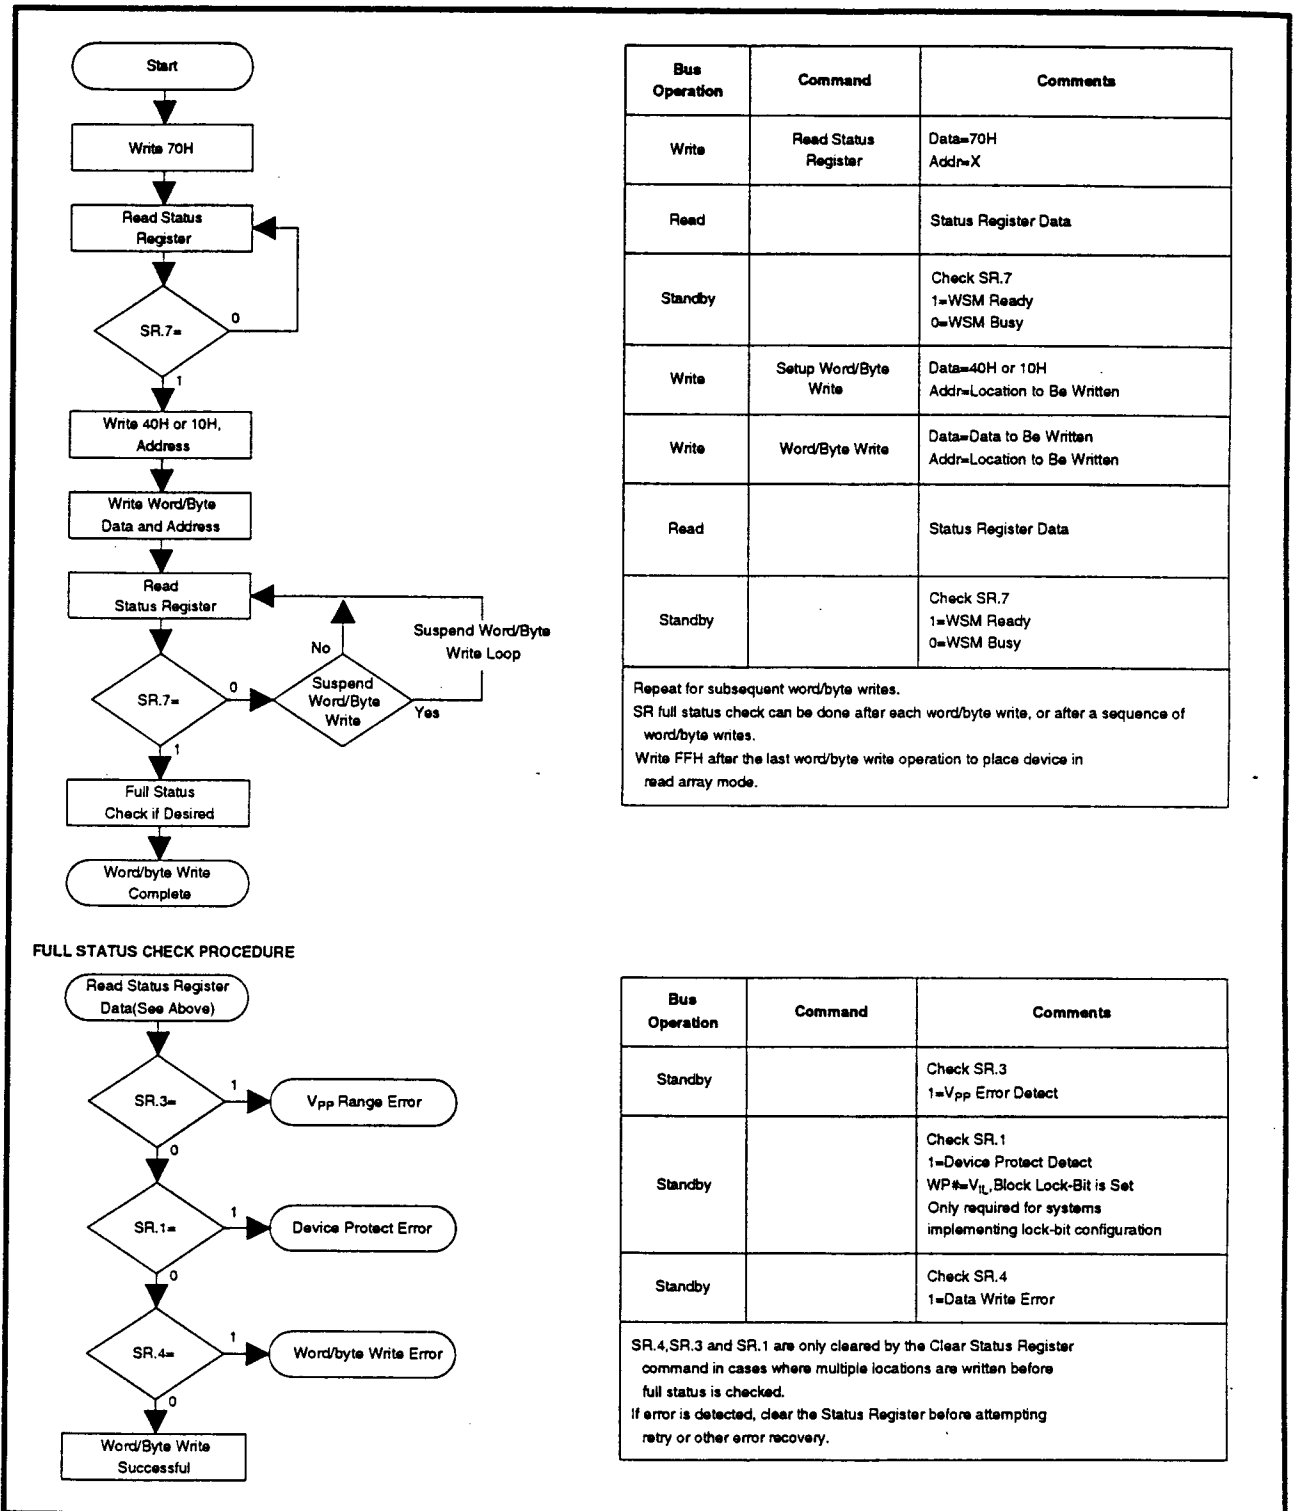 Start
Write 70H
Read Status
Register
SR.7=
0
1
Write 40H or 10H,
Address
Write Word/Byte
Data and Address
Read
Status Register
SR.7=
0
1
Suspend
Word/Byte
Write
No
Yes
Suspend Word/Byte
Write Loop
Full Status
Check if Desired
Word/byte Write
Complete
Bus
Operation
Command
Comments
Write
Read Status
Register
Data=70H
Addr=X
Read
Status Register Data
Standby
Check SR.7
1=WSM Ready
0=WSM Busy
Write
Setup Word/Byte
Write
Data=40H or 10H
Addr=Location to Be Written
Write
Word/Byte Write
Data=Data to Be Written
Addr=Location to Be Written
Read
Status Register Data
Standby
Check SR.7
1=WSM Ready
0=WSM Busy
Repeat for subsequent word/byte writes.
SR full status check can be done after each word/byte write, or after a sequence of
word/byte writes.
Write FFH after the last word/byte write operation to place device in
read array mode.
FULL STATUS CHECK PROCEDURE
Read Status Register
Data(See Above)
SR.3=
1
VPP Range Error
0
SR.1=
1
Device Protect Error
0
SR.4=
1
Word/byte Write Error
0
Word/Byte Write
Successful
Bus
Operation
Command
Comments
Standby
Check SR.3
1=VPP Error Detect
Standby
Check SR.1
1=Device Protect Detect
WP#=VIL,Block Lock-Bit is Set
Only required for systems
implementing lock-bit configuration
Standby
Check SR.4
1=Data Write Error
SR.4,SR.3 and SR.1 are only cleared by the Clear Status Register
command in cases where multiple locations are written before
full status is checked.
If error is detected, clear the Status Register before attempting
retry or other error recovery.